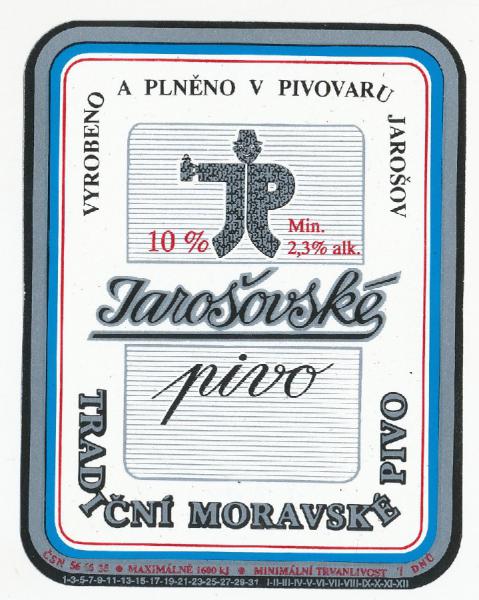 VYROBENO A PLNĚNO V PIVOVARU JAROŠOV
JP
10 %
Min.
2,3% alk.
Jarošovské
pivo
TRADIČNÍ MORAVSKÉ PIVO
ČSN 56 66 35 • MAXIMÁLNĚ 1600 kJ • MINIMÁLNÍ TRVANLIVOST 7 DNŮ
1-3-5-7-9-11-13-15-17-19-21-23-25-27-29-31 I-II-III-IV-V-VI-VII-VIII-IX-X-XI-XII